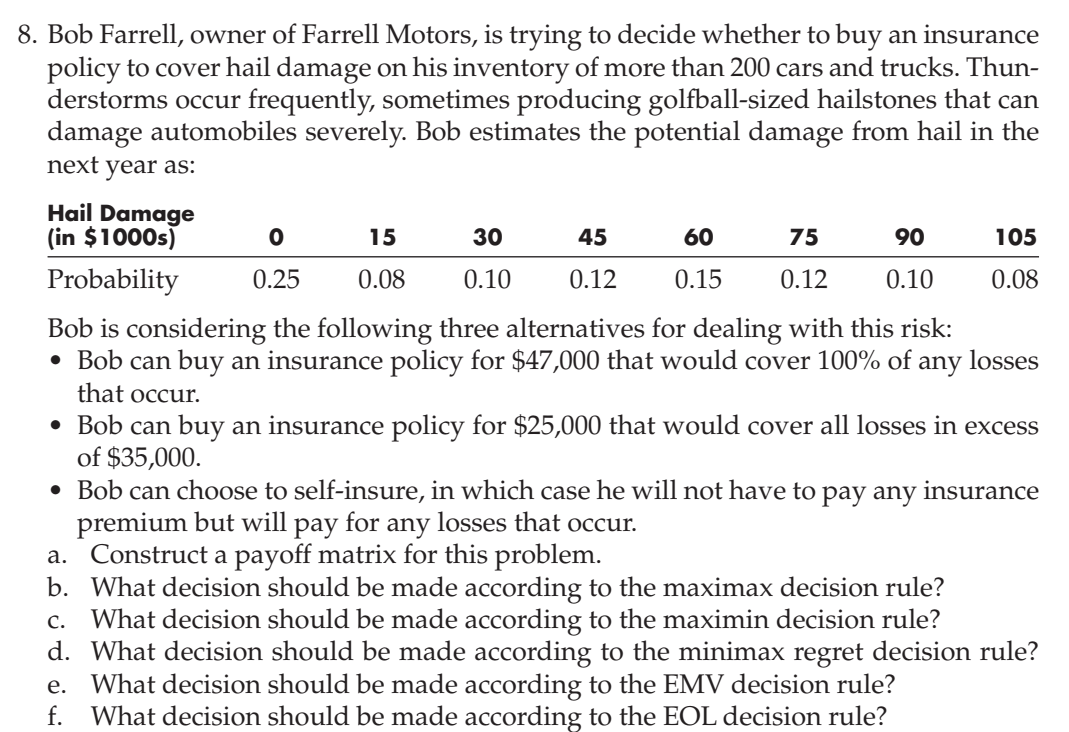 8. Bob Farrell, owner of Farrell Motors, is trying to decide whether to buy an insurance
policy to cover hail damage on his inventory of more than 200 cars and trucks. Thun-
derstorms occur frequently, sometimes producing golfball-sized hailstones that can
damage automobiles severely. Bob estimates the potential damage from hail in the
next year as:
Hail Damage
(in $1000s) 0 15 30 45 60 75 90 105
Probability 0.25 0.08 0.10 0.12 0.15 0.12 0.10 0.08
Bob is considering the following three alternatives for dealing with this risk:
• Bob can buy an insurance policy for $47,000 that would cover 100% of any losses
that occur.
• Bob can buy an insurance policy for $25,000 that would cover all losses in excess
of $35,000.
• Bob can choose to self-insure, in which case he will not have to pay any insurance
premium but will pay for any losses that occur.
a. Construct a payoff matrix for this problem.
b. What decision should be made according to the maximax decision rule?
c. What decision should be made according to the maximin decision rule?
d. What decision should be made according to the minimax regret decision rule?
e. What decision should be made according to the EMV decision rule?
f. What decision should be made according to the EOL decision rule?